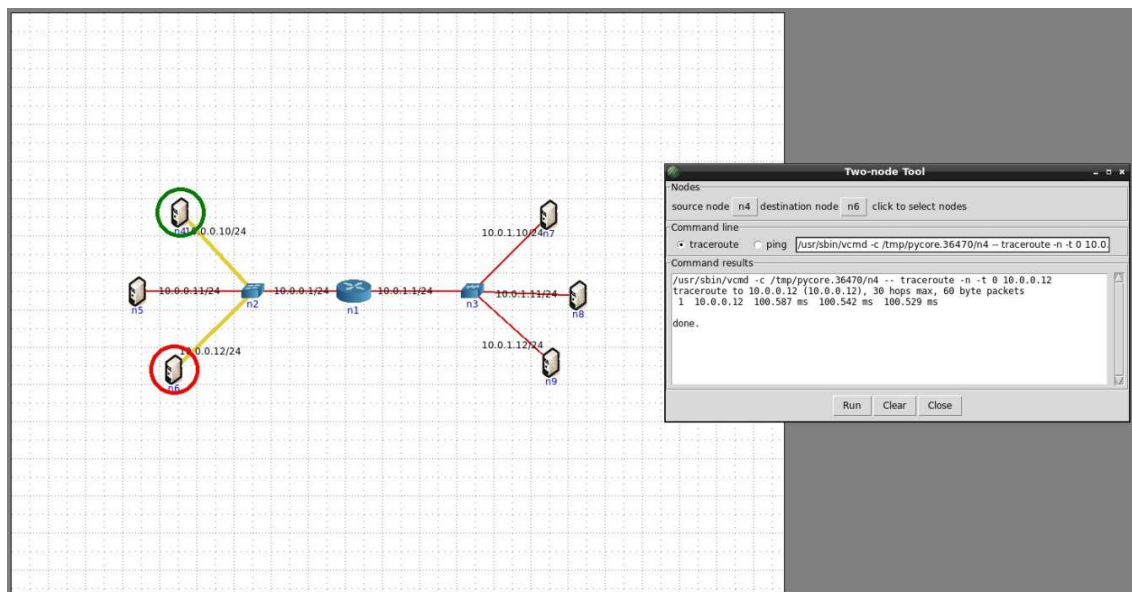 Two-node Tool
Nodes
source node n4 destination node n6 click to select nodes
Command line
traceroute ping /usr/sbin/vcmd -c /tmp/pycore.36470/n4 -- traceroute -n -t 0 10.0.
Command results
/usr/sbin/vcmd -c /tmp/pycore.36470/n4 -- traceroute -n -t 0 10.0.0.12
traceroute to 10.0.0.12 (10.0.0.12), 30 hops max, 60 byte packets
1 10.0.0.12 100.587 ms 100.542 ms 100.529 ms
done.
Run Clear Close
n4 10.0.0.10/24
10.0.1.10/24 n7
n5 10.0.0.11/24 n2 10.0.0.1/24 n1 10.0.1.1/24 n3 10.0.1.11/24 n8
10.0.0.12/24 n6
10.0.1.12/24 n9